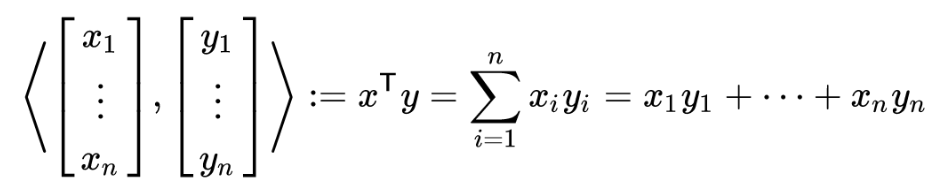 ⟨[x₁ ⋮ xₙ], [y₁ ⋮ yₙ]⟩ := xᵀy = ∑ᵢ₌₁ⁿ xᵢyᵢ = x₁y₁ + ⋯ + xₙyₙ